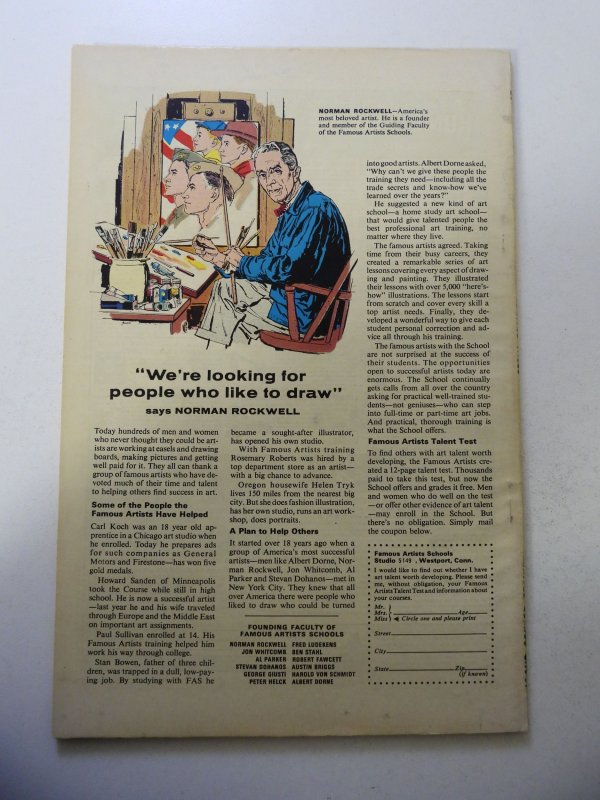 NORMAN ROCKWELL—America's
most beloved artist. He is a founder
and member of the Guiding Faculty
of the Famous Artists Schools.
"We're looking for
people who like to draw"
says NORMAN ROCKWELL
Today hundreds of men and women
who never thought they could be art-
ists are working at easels and drawing
boards, making pictures and getting
well paid for it. They all can thank a
group of famous artists who have de-
voted much of their time and talent
to helping others find success in art.
Some of the People the
Famous Artists Have Helped
Carl Koch was an 18 year old ap-
prentice in a Chicago art studio when
he enrolled. Today he prepares ads
for such companies as General
Motors and Firestone—has won five
gold medals.
Howard Sanden of Minneapolis
took the Course while still in high
school. He is now a successful artist
—last year he and his wife traveled
through Europe and the Middle East
on important art assignments.
Paul Sullivan enrolled at 14. His
Famous Artists training helped him
work his way through college.
Stan Bowen, father of three chil-
dren, was trapped in a dull, low-pay-
ing job. By studying with FAS he
became a sought-after illustrator,
has opened his own studio.
With Famous Artists training
Rosemary Roberts was hired by a
top department store as an artist—
with a big chance to advance.
Oregon housewife Helen Tryk
lives 150 miles from the nearest big
city. But she does fashion illustration,
has her own studio, runs an art work-
shop, does portraits.
A Plan to Help Others
It started over 18 years ago when a
group of America's most successful
artists—men like Albert Dorne, Nor-
man Rockwell, Jon Whitcomb, Al
Parker and Stevan Dohanos—met in
New York City. They knew that all
over America there were people who
liked to draw who could be turned
into good artists. Albert Dorne asked,
"Why can't we give these people the
training they need—including all the
trade secrets and know-how we've
learned over the years?"
He suggested a new kind of art
school—a home study art school—
that would give talented people the
best professional art training, no
matter where they live.
The famous artists agreed. Taking
time from their busy careers, they
created a remarkable series of art
lessons covering every aspect of draw-
ing and painting. They illustrated
their lessons with over 5,000 "here's-
how" illustrations. The lessons start
from scratch and cover every skill a
top artist needs. Finally, they de-
veloped a wonderful way to give each
student personal correction and ad-
vice all through his training.
The famous artists with the School
are not surprised at the success of
their students. The opportunities
open to successful artists today are
enormous. The School continually
gets calls from all over the country
asking for practical well-trained stu-
dents—not geniuses—who can step
into full-time or part-time art jobs.
And practical, thorough training is
what the School offers.
Famous Artists Talent Test
To find others with art talent worth
developing, the Famous Artists cre-
ated a 12-page talent test. Thousands
paid to take this test, but now the
School offers and grades it free. Men
and women who do well on the test
—or offer other evidence of art talent
—may enroll in the School. But
there's no obligation. Simply mail
the coupon below.
FOUNDING FACULTY OF
FAMOUS ARTISTS SCHOOLS
NORMAN ROCKWELL FRED LUDEKENS
JON WHITCOMB BEN STAHL
AL PARKER ROBERT FAWCETT
STEVAN DOHANOS AUSTIN BRIGGS
GEORGE GIUSTI HAROLD VON SCHMIDT
PETER HELCK ALBERT DORNE
Famous Artists Schools
Studio 5149, Westport, Conn.
I would like to find out whether I have
art talent worth developing. Please send
me, without obligation, your Famous
Artists Talent Test and information about
your courses.
Mr.
Mrs. Age
Miss Circle one and please print
Street
City
State Zip
(if known)